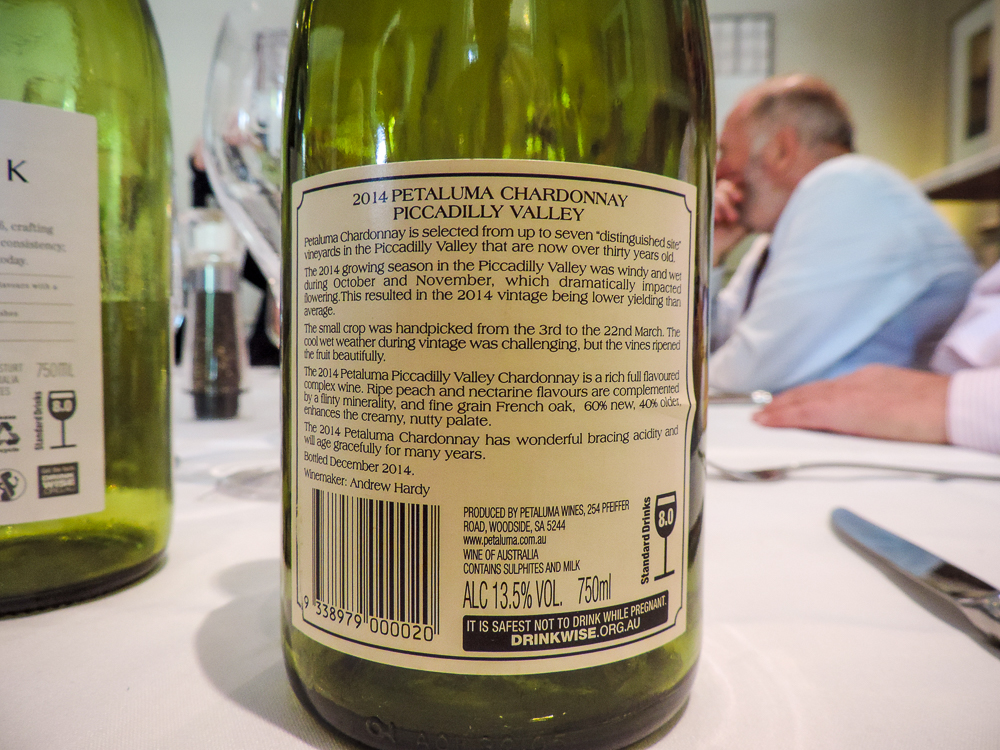 K
, crafting
consistency;
oday.
lavours with a
shes
750ML
Standard Drinks
8.0
2014 PETALUMA CHARDONNAY
PICCADILLY VALLEY
Petaluma Chardonnay is selected from up to seven "distinguished site"
vineyards in the Piccadilly Valley that are now over thirty years old.
The 2014 growing season in the Piccadilly Valley was windy and wet
during October and November, which dramatically impacted
flowering. This resulted in the 2014 vintage being lower yielding than
average.
The small crop was handpicked from the 3rd to the 22nd March. The
cool wet weather during vintage was challenging, but the vines ripened
the fruit beautifully.
The 2014 Petaluma Piccadilly Valley Chardonnay is a rich full flavoured
complex wine. Ripe peach and nectarine flavours are complemented
by a flinty minerality, and fine grain French oak, 60% new, 40% older,
enhances the creamy, nutty palate.
The 2014 Petaluma Chardonnay has wonderful bracing acidity and
will age gracefully for many years.
Bottled December 2014.
Winemaker: Andrew Hardy
PRODUCED BY PETALUMA WINES, 254 PFEIFFER
ROAD, WOODSIDE, SA 5244
www.petaluma.com.au
WINE OF AUSTRALIA
CONTAINS SULPHITES AND MILK
ALC 13.5% VOL. 750ml
Standard Drinks
8.0
IT IS SAFEST NOT TO DRINK WHILE PREGNANT.
DRINKWISE.ORG.AU
9 338979 000020